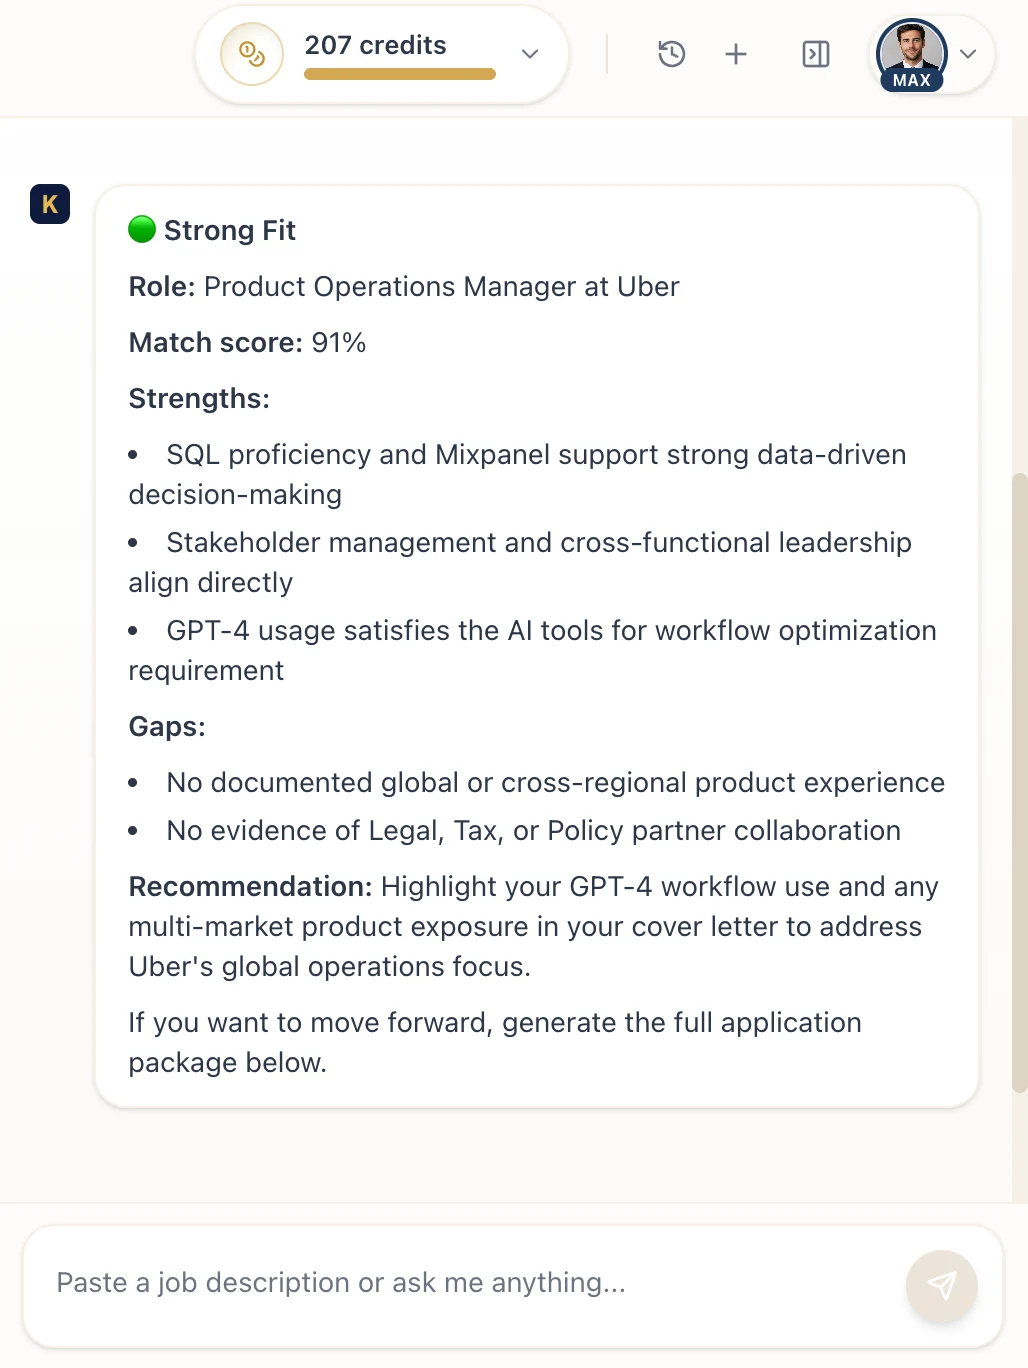 207 credits
MAX
K
🟢 Strong Fit
Role: Product Operations Manager at Uber
Match score: 91%
Strengths:
• SQL proficiency and Mixpanel support strong data-driven
decision-making
• Stakeholder management and cross-functional leadership
align directly
• GPT-4 usage satisfies the AI tools for workflow optimization
requirement
Gaps:
• No documented global or cross-regional product experience
• No evidence of Legal, Tax, or Policy partner collaboration
Recommendation: Highlight your GPT-4 workflow use and any
multi-market product exposure in your cover letter to address
Uber's global operations focus.
If you want to move forward, generate the full application
package below.
Paste a job description or ask me anything...